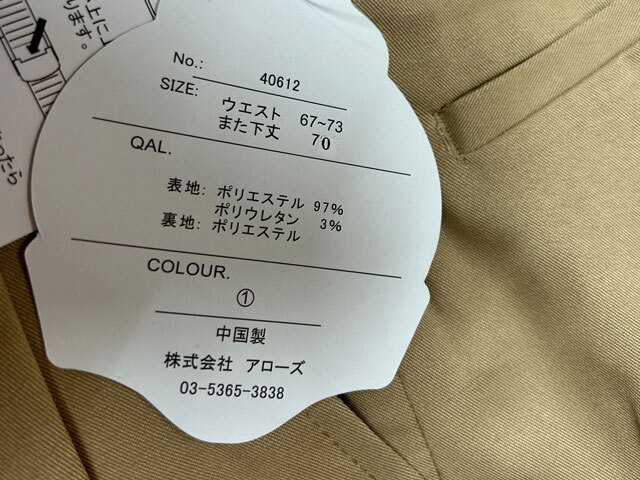 No.: 40612
SIZE: ウエスト 67~73
また下丈 70
QAL.
表地: ポリエステル 97%
ポリウレタン 3%
裏地: ポリエステル
COLOUR.
①
中国製
株式会社 アローズ
03-5365-3838